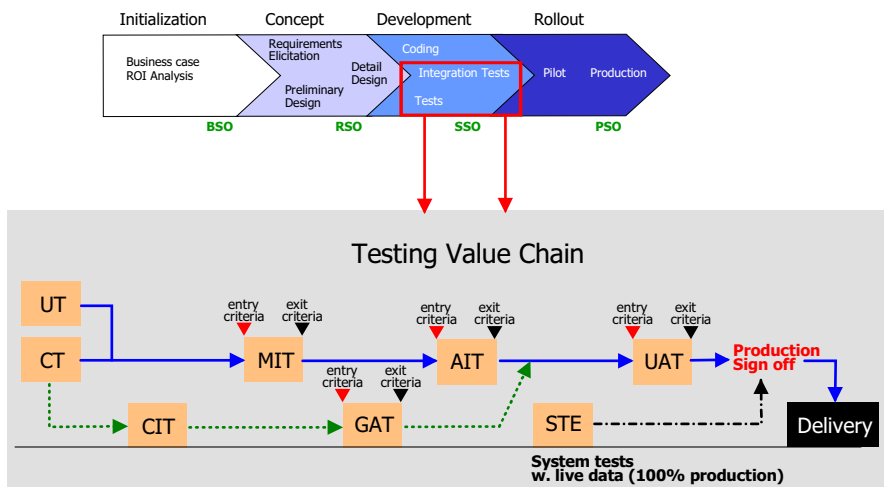 Initialization
Concept
Development
Rollout
Business case
ROI Analysis
Requirements
Elicitation
Preliminary
Design
Detail
Design
Coding
Integration Tests
Tests
Pilot
Production
BSO
RSO
SSO
PSO
Testing Value Chain
UT
CT
entry
criteria
exit
criteria
MIT
entry
criteria
exit
criteria
AIT
entry
criteria
exit
criteria
UAT
Production
Sign off
entry
criteria
exit
criteria
CIT
GAT
STE
Delivery
System tests
w. live data (100% production)